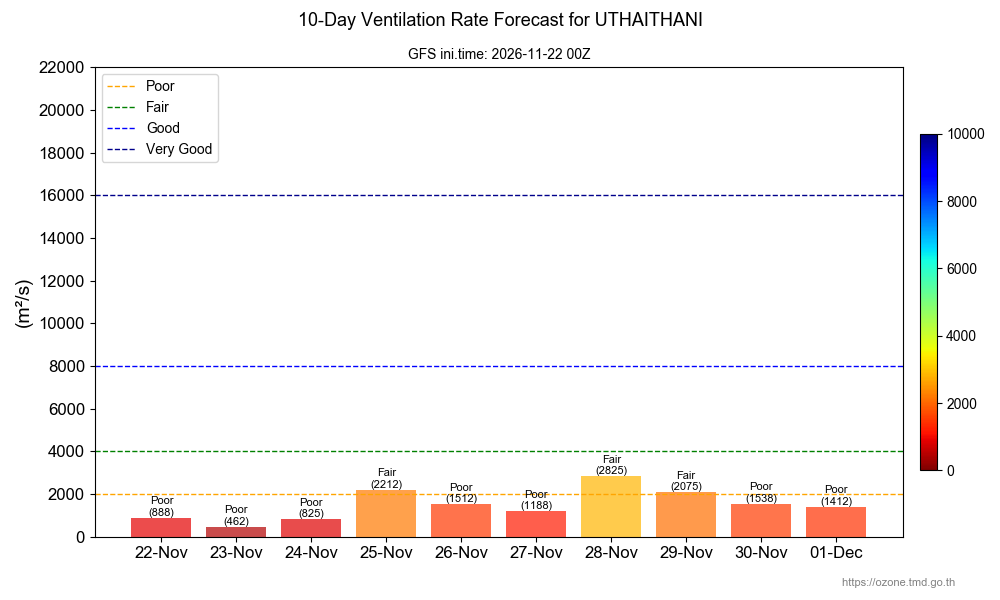 10-Day Ventilation Rate Forecast for UTHAITHANI
GFS ini.time: 2026-11-22 00Z
(m²/s)
22000
20000
18000
16000
14000
12000
10000
8000
6000
4000
2000
0
Poor
Fair
Good
Very Good
Poor
(888)
Poor
(462)
Poor
(825)
Fair
(2212)
Poor
(1512)
Poor
(1188)
Fair
(2825)
Fair
(2075)
Poor
(1538)
Poor
(1412)
22-Nov
23-Nov
24-Nov
25-Nov
26-Nov
27-Nov
28-Nov
29-Nov
30-Nov
01-Dec
10000
8000
6000
4000
2000
0
https://ozone.tmd.go.th